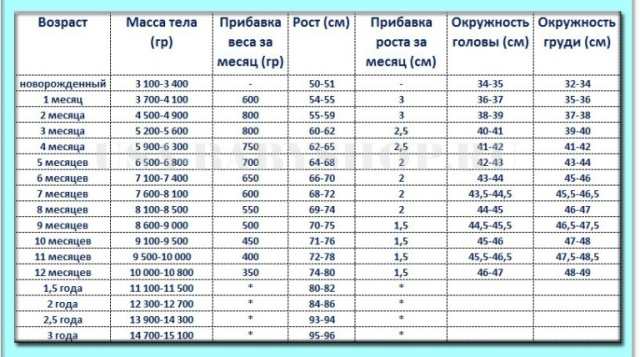 Возраст Масса тела (гр) Прибавка веса за месяц (гр) Рост (см) Прибавка роста за месяц (см) Окружность головы (см) Окружность груди (см)
новорожденный 3 100-3 400 - 50-51 - 34-35 32-34
1 месяц 3 700-4 100 600 54-55 3 36-37 35-36
2 месяца 4 500-4 900 800 55-59 3 38-39 37-38
3 месяца 5 200-5 600 800 60-62 2,5 40-41 39-40
4 месяца 5 900-6 300 750 62-65 2,5 41-42 41-42
5 месяцев 6 500-6 800 700 64-68 2 42-43 43-44
6 месяцев 7 100-7 400 650 66-70 2 43-44 45-46
7 месяцев 7 600-8 100 600 68-72 2 43,5-44,5 45,5-46,5
8 месяцев 8 100-8 500 550 69-74 2 44-45 46-47
9 месяцев 8 600-9 000 500 70-75 1,5 44,5-45,5 46,5-47,5
10 месяцев 9 100-9 500 450 71-76 1,5 45-46 47-48
11 месяцев 9 500-10 000 400 72-78 1,5 45,5-46,5 47,5-48,5
12 месяцев 10 000-10 800 350 74-80 1,5 46-47 48-49
1,5 года 11 100-11 500 * 80-82 *
2 года 12 300-12 700 * 84-86 *
2,5 года 13 900-14 300 * 93-94 *
3 года 14 700-15 100 * 95-96 *